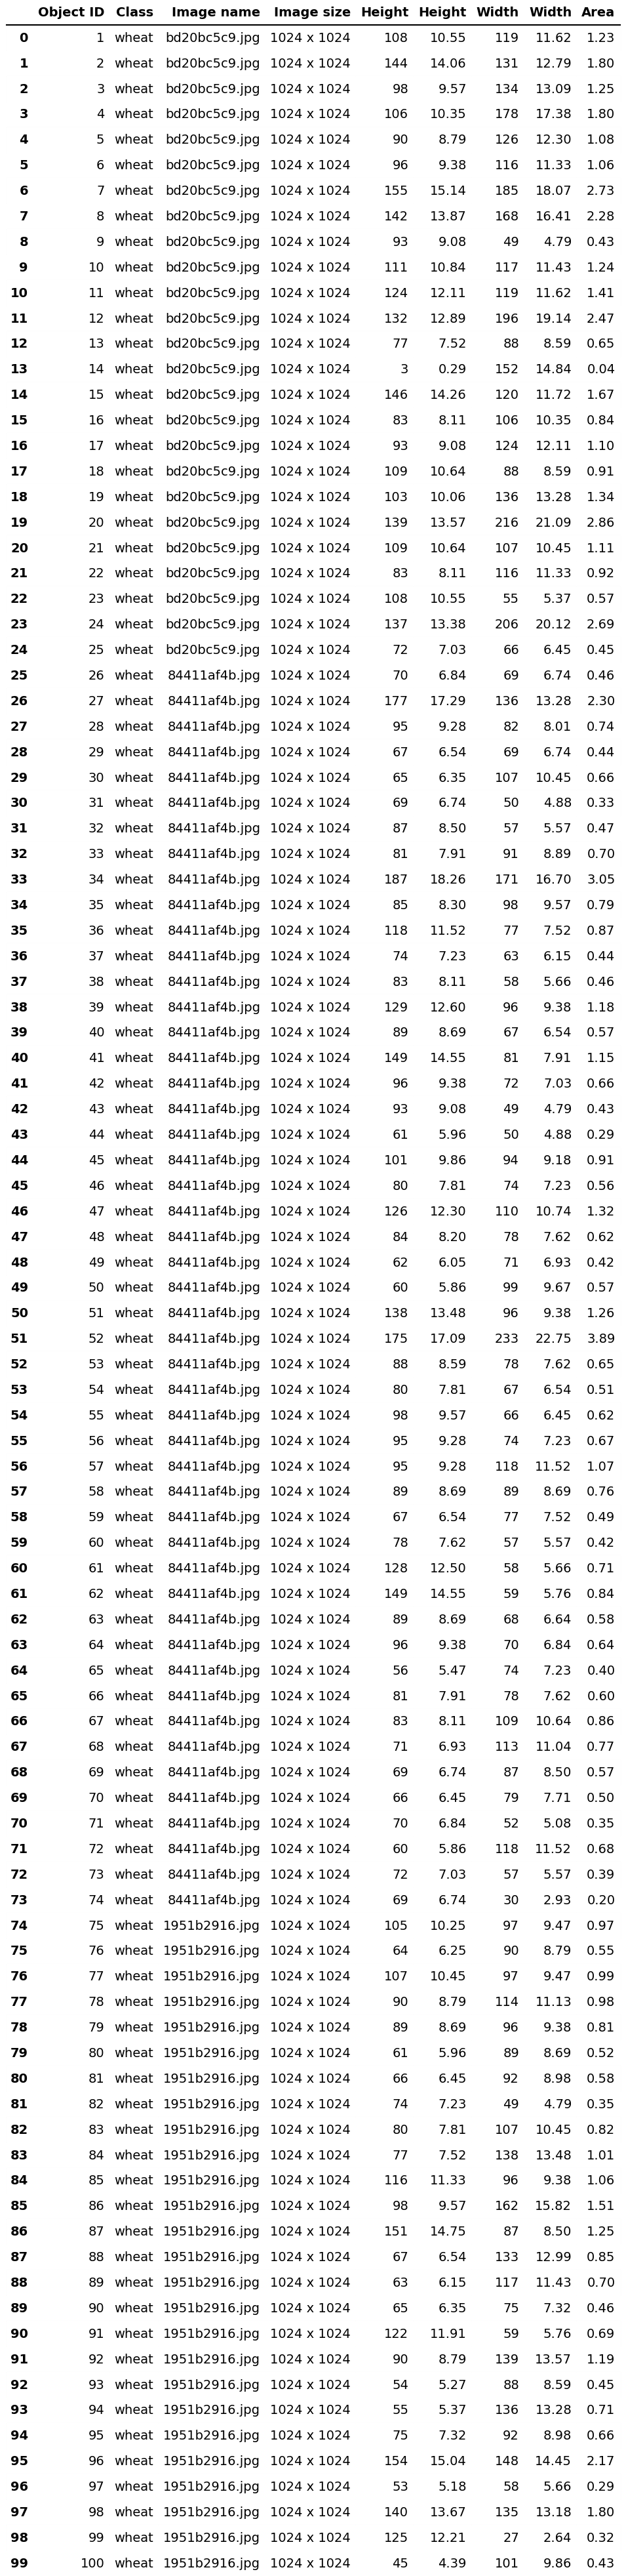 Object ID Class Image name Image size Height Height Width Width Area
0 1 wheat bd20bc5c9.jpg 1024 x 1024 108 10.55 119 11.62 1.23
1 2 wheat bd20bc5c9.jpg 1024 x 1024 144 14.06 131 12.79 1.80
2 3 wheat bd20bc5c9.jpg 1024 x 1024 98 9.57 134 13.09 1.25
3 4 wheat bd20bc5c9.jpg 1024 x 1024 106 10.35 178 17.38 1.80
4 5 wheat bd20bc5c9.jpg 1024 x 1024 90 8.79 126 12.30 1.08
5 6 wheat bd20bc5c9.jpg 1024 x 1024 96 9.38 116 11.33 1.06
6 7 wheat bd20bc5c9.jpg 1024 x 1024 155 15.14 185 18.07 2.73
7 8 wheat bd20bc5c9.jpg 1024 x 1024 142 13.87 168 16.41 2.28
8 9 wheat bd20bc5c9.jpg 1024 x 1024 93 9.08 49 4.79 0.43
9 10 wheat bd20bc5c9.jpg 1024 x 1024 111 10.84 117 11.43 1.24
10 11 wheat bd20bc5c9.jpg 1024 x 1024 124 12.11 119 11.62 1.41
11 12 wheat bd20bc5c9.jpg 1024 x 1024 132 12.89 196 19.14 2.47
12 13 wheat bd20bc5c9.jpg 1024 x 1024 77 7.52 88 8.59 0.65
13 14 wheat bd20bc5c9.jpg 1024 x 1024 3 0.29 152 14.84 0.04
14 15 wheat bd20bc5c9.jpg 1024 x 1024 146 14.26 120 11.72 1.67
15 16 wheat bd20bc5c9.jpg 1024 x 1024 83 8.11 106 10.35 0.84
16 17 wheat bd20bc5c9.jpg 1024 x 1024 93 9.08 124 12.11 1.10
17 18 wheat bd20bc5c9.jpg 1024 x 1024 109 10.64 88 8.59 0.91
18 19 wheat bd20bc5c9.jpg 1024 x 1024 103 10.06 136 13.28 1.34
19 20 wheat bd20bc5c9.jpg 1024 x 1024 139 13.57 216 21.09 2.86
20 21 wheat bd20bc5c9.jpg 1024 x 1024 109 10.64 107 10.45 1.11
21 22 wheat bd20bc5c9.jpg 1024 x 1024 83 8.11 116 11.33 0.92
22 23 wheat bd20bc5c9.jpg 1024 x 1024 108 10.55 55 5.37 0.57
23 24 wheat bd20bc5c9.jpg 1024 x 1024 137 13.38 206 20.12 2.69
24 25 wheat bd20bc5c9.jpg 1024 x 1024 72 7.03 66 6.45 0.45
25 26 wheat 84411af4b.jpg 1024 x 1024 70 6.84 69 6.74 0.46
26 27 wheat 84411af4b.jpg 1024 x 1024 177 17.29 136 13.28 2.30
27 28 wheat 84411af4b.jpg 1024 x 1024 95 9.28 82 8.01 0.74
28 29 wheat 84411af4b.jpg 1024 x 1024 67 6.54 69 6.74 0.44
29 30 wheat 84411af4b.jpg 1024 x 1024 65 6.35 107 10.45 0.66
30 31 wheat 84411af4b.jpg 1024 x 1024 69 6.74 50 4.88 0.33
31 32 wheat 84411af4b.jpg 1024 x 1024 87 8.50 57 5.57 0.47
32 33 wheat 84411af4b.jpg 1024 x 1024 81 7.91 91 8.89 0.70
33 34 wheat 84411af4b.jpg 1024 x 1024 187 18.26 171 16.70 3.05
34 35 wheat 84411af4b.jpg 1024 x 1024 85 8.30 98 9.57 0.79
35 36 wheat 84411af4b.jpg 1024 x 1024 118 11.52 77 7.52 0.87
36 37 wheat 84411af4b.jpg 1024 x 1024 74 7.23 63 6.15 0.44
37 38 wheat 84411af4b.jpg 1024 x 1024 83 8.11 58 5.66 0.46
38 39 wheat 84411af4b.jpg 1024 x 1024 129 12.60 96 9.38 1.18
39 40 wheat 84411af4b.jpg 1024 x 1024 89 8.69 67 6.54 0.57
40 41 wheat 84411af4b.jpg 1024 x 1024 149 14.55 81 7.91 1.15
41 42 wheat 84411af4b.jpg 1024 x 1024 96 9.38 72 7.03 0.66
42 43 wheat 84411af4b.jpg 1024 x 1024 93 9.08 49 4.79 0.43
43 44 wheat 84411af4b.jpg 1024 x 1024 61 5.96 50 4.88 0.29
44 45 wheat 84411af4b.jpg 1024 x 1024 101 9.86 94 9.18 0.91
45 46 wheat 84411af4b.jpg 1024 x 1024 80 7.81 74 7.23 0.56
46 47 wheat 84411af4b.jpg 1024 x 1024 126 12.30 110 10.74 1.32
47 48 wheat 84411af4b.jpg 1024 x 1024 84 8.20 78 7.62 0.62
48 49 wheat 84411af4b.jpg 1024 x 1024 62 6.05 71 6.93 0.42
49 50 wheat 84411af4b.jpg 1024 x 1024 60 5.86 99 9.67 0.57
50 51 wheat 84411af4b.jpg 1024 x 1024 138 13.48 96 9.38 1.26
51 52 wheat 84411af4b.jpg 1024 x 1024 175 17.09 233 22.75 3.89
52 53 wheat 84411af4b.jpg 1024 x 1024 88 8.59 78 7.62 0.65
53 54 wheat 84411af4b.jpg 1024 x 1024 80 7.81 67 6.54 0.51
54 55 wheat 84411af4b.jpg 1024 x 1024 98 9.57 66 6.45 0.62
55 56 wheat 84411af4b.jpg 1024 x 1024 95 9.28 74 7.23 0.67
56 57 wheat 84411af4b.jpg 1024 x 1024 95 9.28 118 11.52 1.07
57 58 wheat 84411af4b.jpg 1024 x 1024 89 8.69 89 8.69 0.76
58 59 wheat 84411af4b.jpg 1024 x 1024 67 6.54 77 7.52 0.49
59 60 wheat 84411af4b.jpg 1024 x 1024 78 7.62 57 5.57 0.42
60 61 wheat 84411af4b.jpg 1024 x 1024 128 12.50 58 5.66 0.71
61 62 wheat 84411af4b.jpg 1024 x 1024 149 14.55 59 5.76 0.84
62 63 wheat 84411af4b.jpg 1024 x 1024 89 8.69 68 6.64 0.58
63 64 wheat 84411af4b.jpg 1024 x 1024 96 9.38 70 6.84 0.64
64 65 wheat 84411af4b.jpg 1024 x 1024 56 5.47 74 7.23 0.40
65 66 wheat 84411af4b.jpg 1024 x 1024 81 7.91 78 7.62 0.60
66 67 wheat 84411af4b.jpg 1024 x 1024 83 8.11 109 10.64 0.86
67 68 wheat 84411af4b.jpg 1024 x 1024 71 6.93 113 11.04 0.77
68 69 wheat 84411af4b.jpg 1024 x 1024 69 6.74 87 8.50 0.57
69 70 wheat 84411af4b.jpg 1024 x 1024 66 6.45 79 7.71 0.50
70 71 wheat 84411af4b.jpg 1024 x 1024 70 6.84 52 5.08 0.35
71 72 wheat 84411af4b.jpg 1024 x 1024 60 5.86 118 11.52 0.68
72 73 wheat 84411af4b.jpg 1024 x 1024 72 7.03 57 5.57 0.39
73 74 wheat 84411af4b.jpg 1024 x 1024 69 6.74 30 2.93 0.20
74 75 wheat 1951b2916.jpg 1024 x 1024 105 10.25 97 9.47 0.97
75 76 wheat 1951b2916.jpg 1024 x 1024 64 6.25 90 8.79 0.55
76 77 wheat 1951b2916.jpg 1024 x 1024 107 10.45 97 9.47 0.99
77 78 wheat 1951b2916.jpg 1024 x 1024 90 8.79 114 11.13 0.98
78 79 wheat 1951b2916.jpg 1024 x 1024 89 8.69 96 9.38 0.81
79 80 wheat 1951b2916.jpg 1024 x 1024 61 5.96 89 8.69 0.52
80 81 wheat 1951b2916.jpg 1024 x 1024 66 6.45 92 8.98 0.58
81 82 wheat 1951b2916.jpg 1024 x 1024 74 7.23 49 4.79 0.35
82 83 wheat 1951b2916.jpg 1024 x 1024 80 7.81 107 10.45 0.82
83 84 wheat 1951b2916.jpg 1024 x 1024 77 7.52 138 13.48 1.01
84 85 wheat 1951b2916.jpg 1024 x 1024 116 11.33 96 9.38 1.06
85 86 wheat 1951b2916.jpg 1024 x 1024 98 9.57 162 15.82 1.51
86 87 wheat 1951b2916.jpg 1024 x 1024 151 14.75 87 8.50 1.25
87 88 wheat 1951b2916.jpg 1024 x 1024 67 6.54 133 12.99 0.85
88 89 wheat 1951b2916.jpg 1024 x 1024 63 6.15 117 11.43 0.70
89 90 wheat 1951b2916.jpg 1024 x 1024 65 6.35 75 7.32 0.46
90 91 wheat 1951b2916.jpg 1024 x 1024 122 11.91 59 5.76 0.69
91 92 wheat 1951b2916.jpg 1024 x 1024 90 8.79 139 13.57 1.19
92 93 wheat 1951b2916.jpg 1024 x 1024 54 5.27 88 8.59 0.45
93 94 wheat 1951b2916.jpg 1024 x 1024 55 5.37 136 13.28 0.71
94 95 wheat 1951b2916.jpg 1024 x 1024 75 7.32 92 8.98 0.66
95 96 wheat 1951b2916.jpg 1024 x 1024 154 15.04 148 14.45 2.17
96 97 wheat 1951b2916.jpg 1024 x 1024 53 5.18 58 5.66 0.29
97 98 wheat 1951b2916.jpg 1024 x 1024 140 13.67 135 13.18 1.80
98 99 wheat 1951b2916.jpg 1024 x 1024 125 12.21 27 2.64 0.32
99 100 wheat 1951b2916.jpg 1024 x 1024 45 4.39 101 9.86 0.43